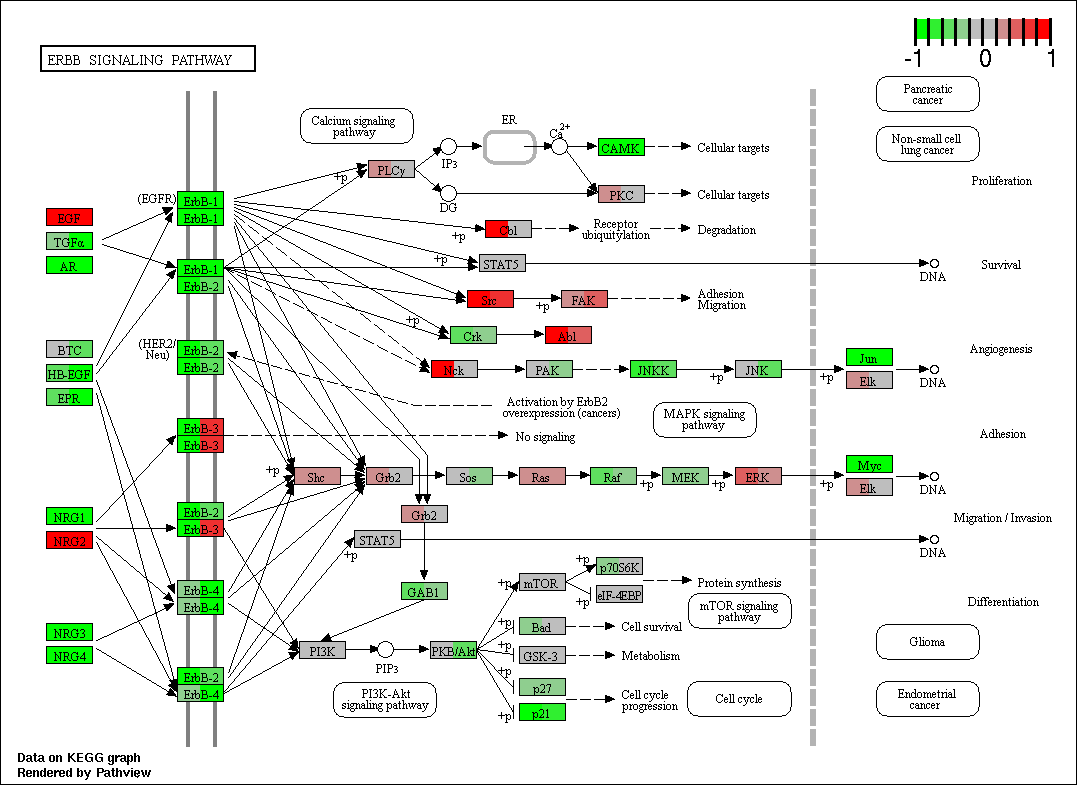 ERBB SIGNALING PATHWAY
-1 0 1
Pancreatic
cancer
Non-small cell
lung cancer
Calcium signaling
pathway
ER
Ca2+
IP3
DG
CAMK
Cellular targets
PLCγ
+p
PKC
Cellular targets
Proliferation
(EGFR)
ErbB-1
ErbB-1
EGF
TGFα
AR
Cbl
+p
Receptor
ubiquitylation
Degradation
STAT5
+p
DNA
Survival
ErbB-1
ErbB-2
Src
+p
FAK
Adhesion
Migration
+p
Crk
Abl
BTC
HB-EGF
EPR
(HER2/
Neu)
ErbB-2
ErbB-2
Nck
PAK
JNKK
+p
JNK
+p
Jun
Elk
DNA
Angiogenesis
Activation by ErbB2
overexpression (cancers)
MAPK signaling
pathway
No signaling
ErbB-3
ErbB-3
Adhesion
+p
Shc
Grb2
Sos
Ras
Raf
+p
MEK
+p
ERK
+p
Myc
Elk
DNA
NRG1
NRG2
ErbB-2
ErbB-3
Grb2
STAT5
+p
DNA
Migration / Invasion
ErbB-4
ErbB-4
GAB1
+p
mTOR
+p
p70S6K
+p
eIF-4EBP
Protein synthesis
mTOR signaling
pathway
Differentiation
NRG3
NRG4
PI3K
PIP3
PKB/Akt
+p
Bad
Cell survival
+p
GSK-3
Metabolism
Glioma
ErbB-2
ErbB-4
PI3K-Akt
signaling pathway
+p
p27
+p
p21
Cell cycle
progression
Cell cycle
Endometrial
cancer
Data on KEGG graph
Rendered by Pathview